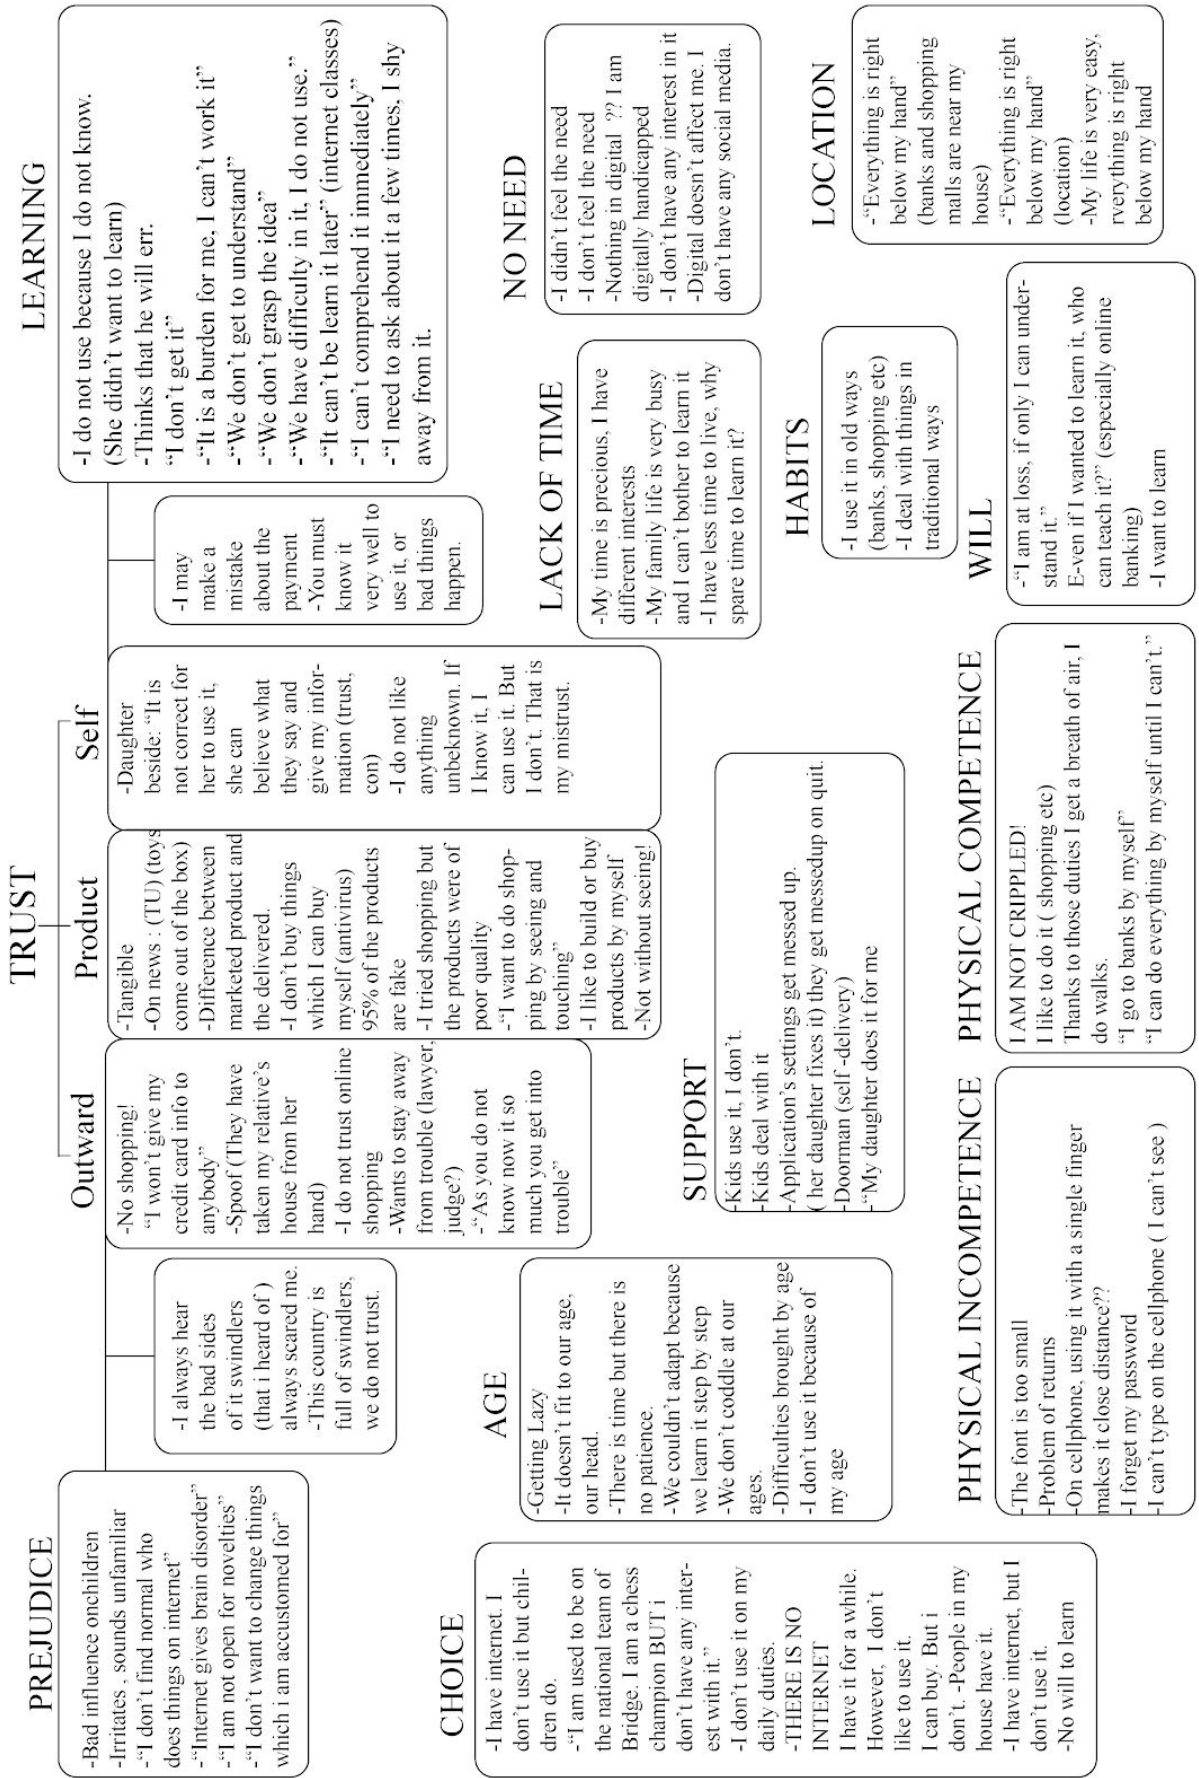 TRUST
PREJUDICE
-Bad influence onchildren
-Irritates , sounds unfamiliar
-“I don’t find normal who
does things on internet”
-“Internet gives brain disorder”
-“I am not open for novelties”
-“I don’t want to change things
which i am accustomed for”
-I always hear
the bad sides
of it swindlers
(that i heard of )
always scared me.
-This country is
full of swindlers,
we do not trust.
Outward
-No shopping!
“I won’t give my
credit card info to
anybody”
-Spoof (They have
taken my relative’s
house from her
hand)
-I do not trust online
shopping
-Wants to stay away
from trouble (lawyer,
judge?)
-“As you do not
know now it so
much you get into
trouble”
Product
-Tangible
-On news : (TU) (toys
come out of the box)
-Difference between
marketed product and
the delivered.
-I don’t buy things
which I can buy
myself (antivirus)
95% of the products
are fake
-I tried shopping but
the products were of
poor quality
-“I want to do shop-
ping by seeing and
touching”
-I like to build or buy
products by myself
-Not without seeing!
Self
-Daughter
beside: “It is
not correct for
her to use it,
she can
believe what
they say and
give my infor-
mation (trust,
con)
-I do not like
anything
unbeknown. If
I know it, I
can use it. But
I don’t. That is
my mistrust.
-I may
make a
mistake
about the
payment
-You must
know it
very well to
use it, or
bad things
happen.
LEARNING
-I do not use because I do not know.
(She didn’t want to learn)
-Thinks that he will err.
“I don’t get it”
-“It is a burden for me, I can’t work it”
-“We don’t get to understand”
-“We don’t grasp the idea”
-“We have difficulty in it, I do not use.”
-“It can’t be learn it later” (internet classes)
-“I can’t comprehend it immediately”
-“I need to ask about it a few times, I shy
away from it.
CHOICE
-I have internet. I
don’t use it but chil-
dren do.
-“I am used to be on
the national team of
Bridge. I am a chess
champion BUT i
don’t have any inter-
est with it.”
-I don’t use it on my
daily duties.
-THERE IS NO
INTERNET
I have it for a while.
However, I don’t
like to use it.
I can buy. But i
don’t. -People in my
house have it.
-I have internet, but I
don’t use it.
-No will to learn
AGE
-Getting Lazy
-It doesn’t fit to our age,
our head.
-There is time but there is
no patience.
-We couldn’t adapt because
we learn it step by step
-We don’t coddle at our
ages.
-Difficulties brought by age
-I don’t use it because of
my age
SUPPORT
-Kids use it, I don’t.
-Kids deal with it
-Application’s settings get messed up.
( her daughter fixes it) they get messedup on quit.
-Doorman (self -delivery)
-“My daughter does it for me
LACK OF TIME
-My time is precious, I have
different interests
-My family life is very busy
and I can’t bother to learn it
-I have less time to live, why
spare time to learn it?
NO NEED
-I didn’t feel the need
-I don’t feel the need
-Nothing in digital ?? I am
digitally handicapped
-I don’t have any interest in it
-Digital doesn’t affect me. I
don’t have any social media.
HABITS
-I use it in old ways
(banks, shopping etc)
-I deal with things in
traditional ways
LOCATION
-“Everything is right
below my hand”
(banks and shopping
malls are near my
house)
-“Everything is right
below my hand”
(location)
-My life is very easy,
rverything is right
below my hand
PHYSICAL INCOMPETENCE
-The font is too small
-Problem of returns
-On cellphone, using it with a single finger
makes it close distance??
-I forget my password
-I can’t type on the cellphone ( I can’t see )
PHYSICAL COMPETENCE
I AM NOT CRIPPLED!
I like to do it ( shopping etc)
Thanks to those duties I get a breath of air, I
do walks.
“I go to banks by myself”
“I can do everything by myself until I can’t.”
WILL
-“I am at loss, if only I can under-
stand it.”
E-ven if I wanted to learn it, who
can teach it?” (especially online
banking)
-I want to learn